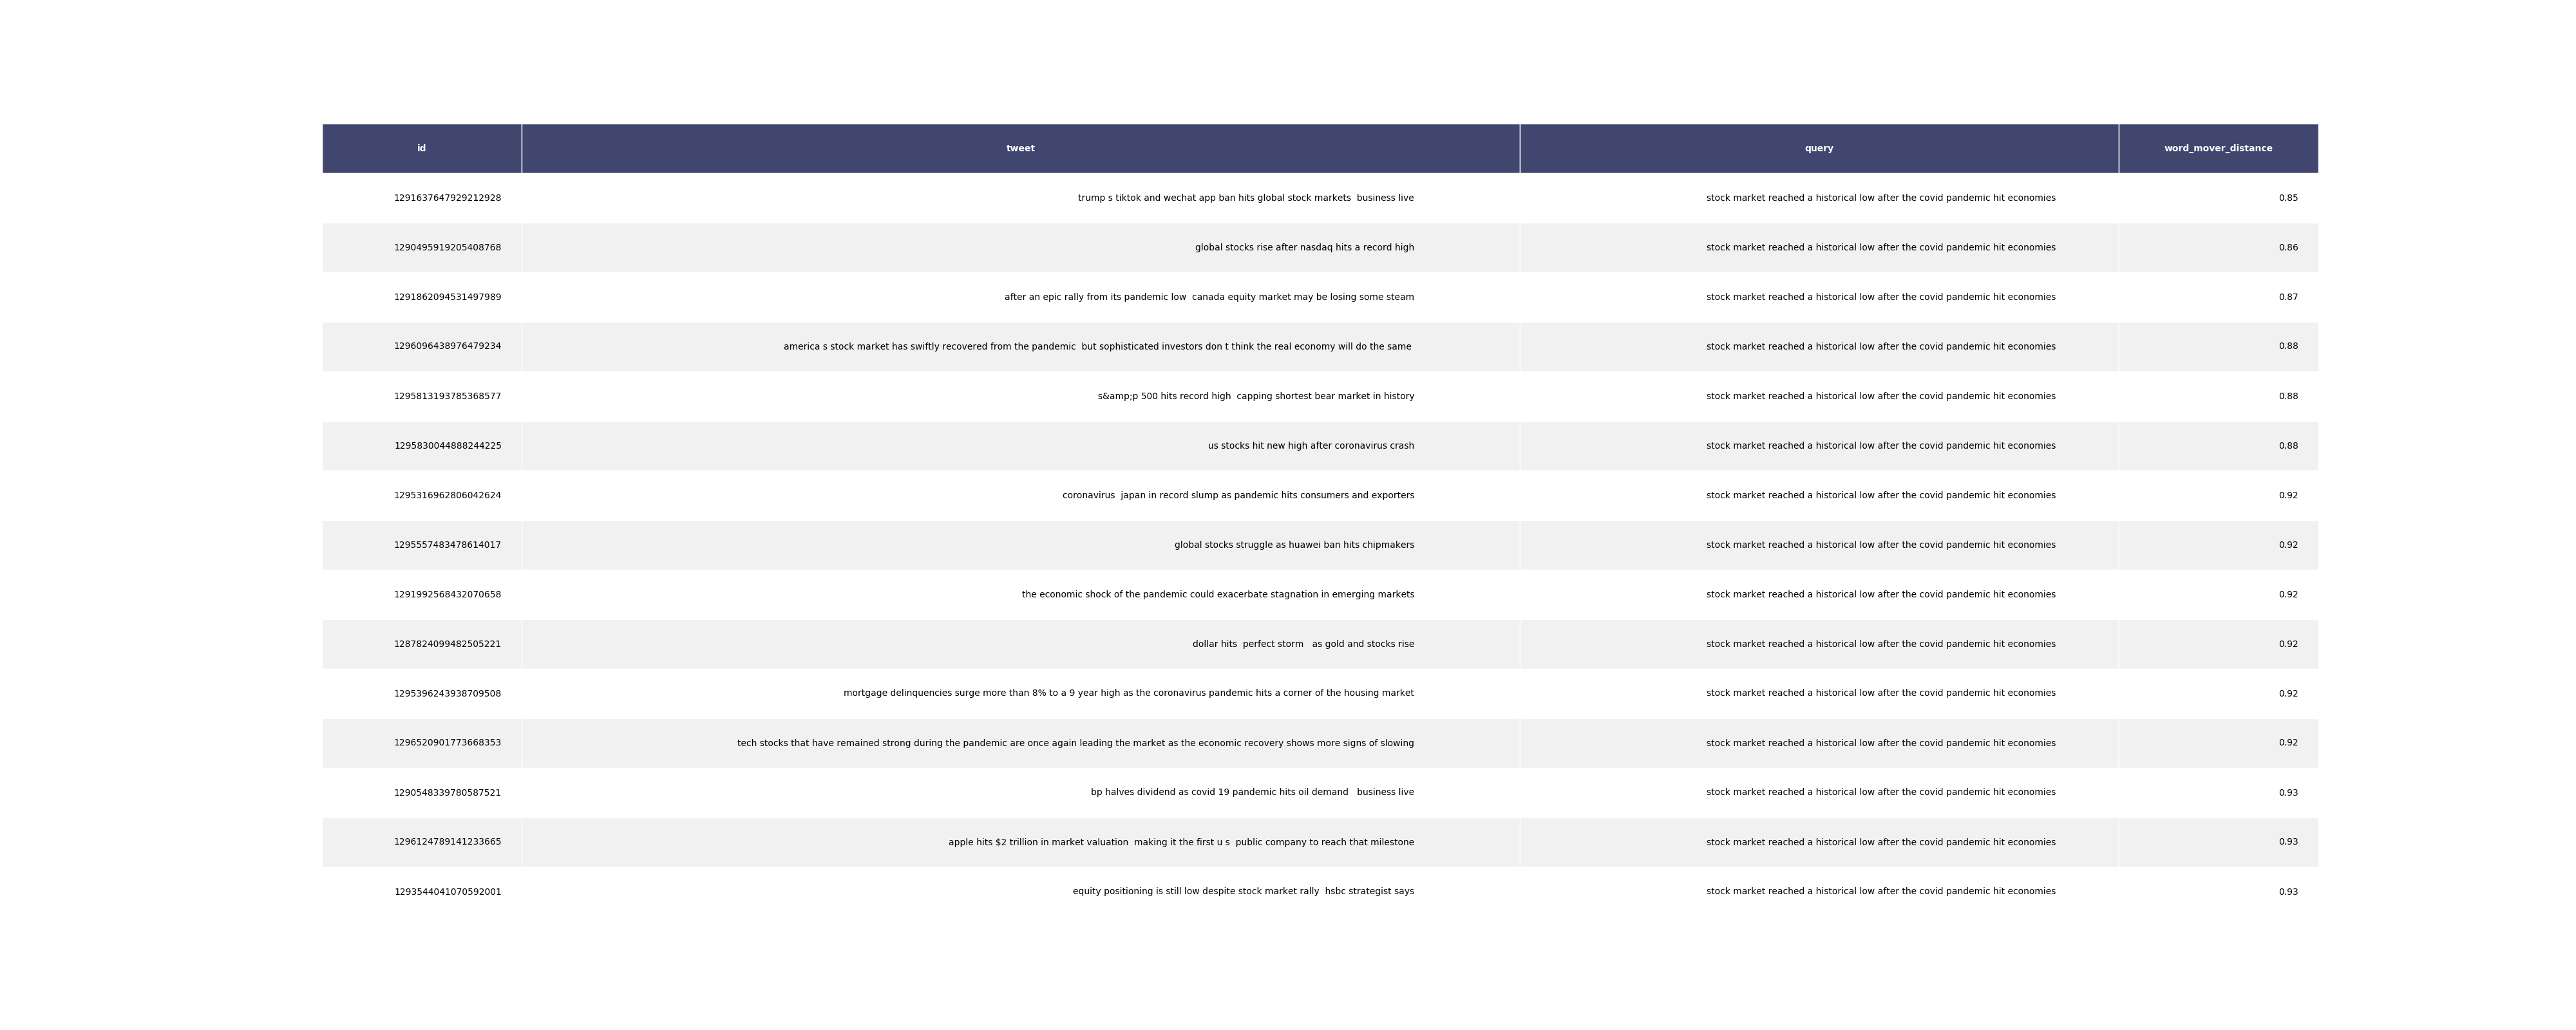 id tweet query word_mover_distance
1291637647929212928 trump s tiktok and wechat app ban hits global stock markets  business live stock market reached a historical low after the covid pandemic hit economies 0.85
1290495919205408768 global stocks rise after nasdaq hits a record high stock market reached a historical low after the covid pandemic hit economies 0.86
1291862094531497989 after an epic rally from its pandemic low  canada equity market may be losing some steam stock market reached a historical low after the covid pandemic hit economies 0.87
1296096438976479234 america s stock market has swiftly recovered from the pandemic  but sophisticated investors don t think the real economy will do the same stock market reached a historical low after the covid pandemic hit economies 0.88
1295813193785368577 s&amp;p 500 hits record high  capping shortest bear market in history stock market reached a historical low after the covid pandemic hit economies 0.88
1295830044888244225 us stocks hit new high after coronavirus crash stock market reached a historical low after the covid pandemic hit economies 0.88
1295316962806042624 coronavirus  japan in record slump as pandemic hits consumers and exporters stock market reached a historical low after the covid pandemic hit economies 0.92
1295557483478614017 global stocks struggle as huawei ban hits chipmakers stock market reached a historical low after the covid pandemic hit economies 0.92
1291992568432070658 the economic shock of the pandemic could exacerbate stagnation in emerging markets stock market reached a historical low after the covid pandemic hit economies 0.92
1287824099482505221 dollar hits  perfect storm   as gold and stocks rise stock market reached a historical low after the covid pandemic hit economies 0.92
1295396243938709508 mortgage delinquencies surge more than 8% to a 9 year high as the coronavirus pandemic hits a corner of the housing market stock market reached a historical low after the covid pandemic hit economies 0.92
1296520901773668353 tech stocks that have remained strong during the pandemic are once again leading the market as the economic recovery shows more signs of slowing stock market reached a historical low after the covid pandemic hit economies 0.92
1290548339780587521 bp halves dividend as covid 19 pandemic hits oil demand   business live stock market reached a historical low after the covid pandemic hit economies 0.93
1296124789141233665 apple hits $2 trillion in market valuation  making it the first u s  public company to reach that milestone stock market reached a historical low after the covid pandemic hit economies 0.93
1293544041070592001 equity positioning is still low despite stock market rally  hsbc strategist says stock market reached a historical low after the covid pandemic hit economies 0.93